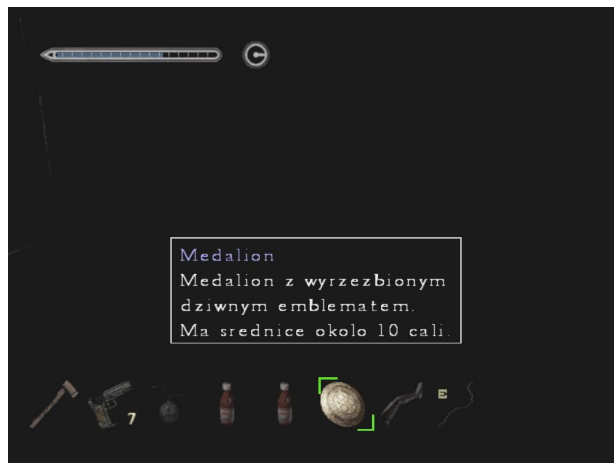 Medalion
Medalion z wyrzezbionym
dziwnym emblematem.
Ma srednice okolo 10 cali.
7
E